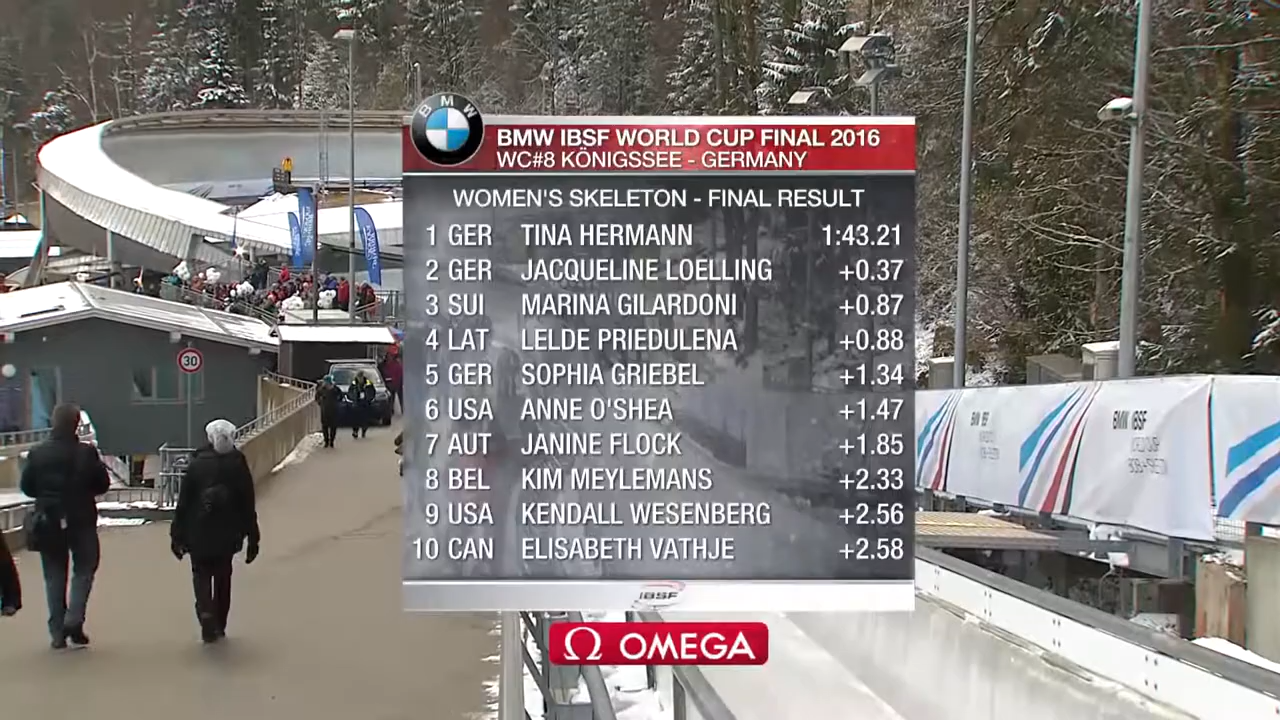 BMW
BMW IBSF WORLD CUP FINAL 2016
WC#8 KÖNIGSSEE - GERMANY
WOMEN'S SKELETON - FINAL RESULT
1 GER TINA HERMANN 1:43.21
2 GER JACQUELINE LOELLING +0.37
3 SUI MARINA GILARDONI +0.87
4 LAT LELDE PRIEDULENA +0.88
5 GER SOPHIA GRIEBEL +1.34
6 USA ANNE O'SHEA +1.47
7 AUT JANINE FLOCK +1.85
8 BEL KIM MEYLEMANS +2.33
9 USA KENDALL WESENBERG +2.56
10 CAN ELISABETH VATHJE +2.58
IBSF
Ω OMEGA
30
BMW IBSF
BMW IBSF